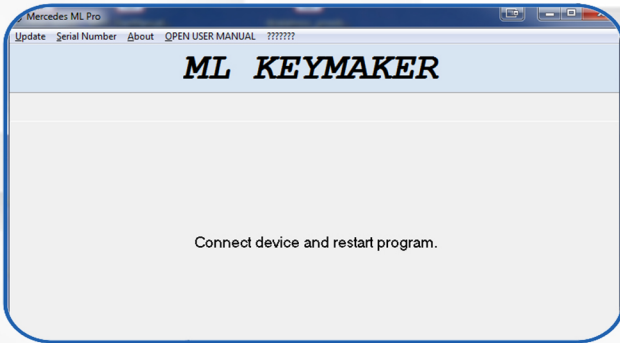 Mercedes ML Pro
Update Serial Number About OPEN USER MANUAL ???????
ML KEYMAKER
Connect device and restart program.